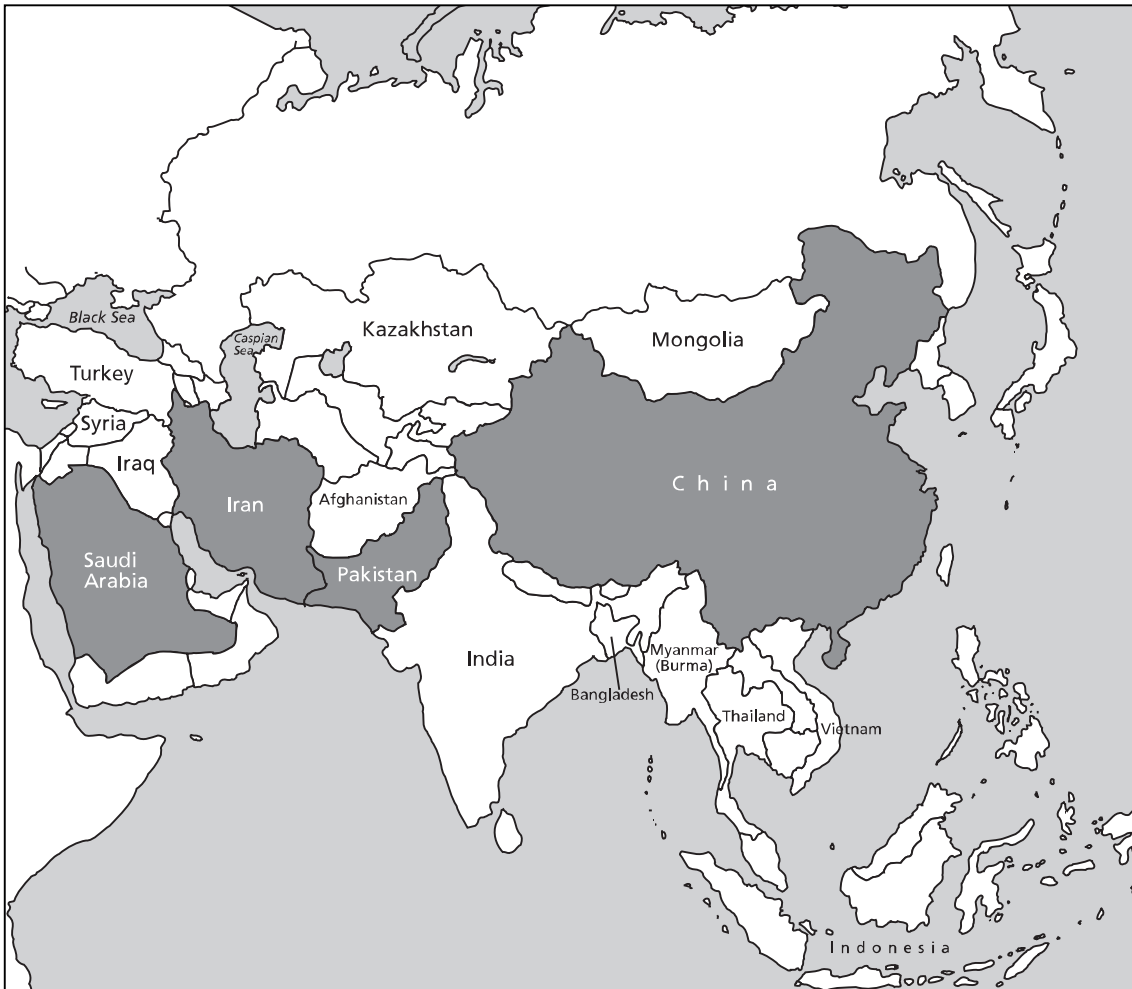 Black Sea
Caspian
Sea
Kazakhstan
Mongolia
Turkey
Syria
Iraq
Iran
Afghanistan
China
Saudi
Arabia
Pakistan
India
Myanmar
(Burma)
Bangladesh
Thailand
Vietnam
Indonesia